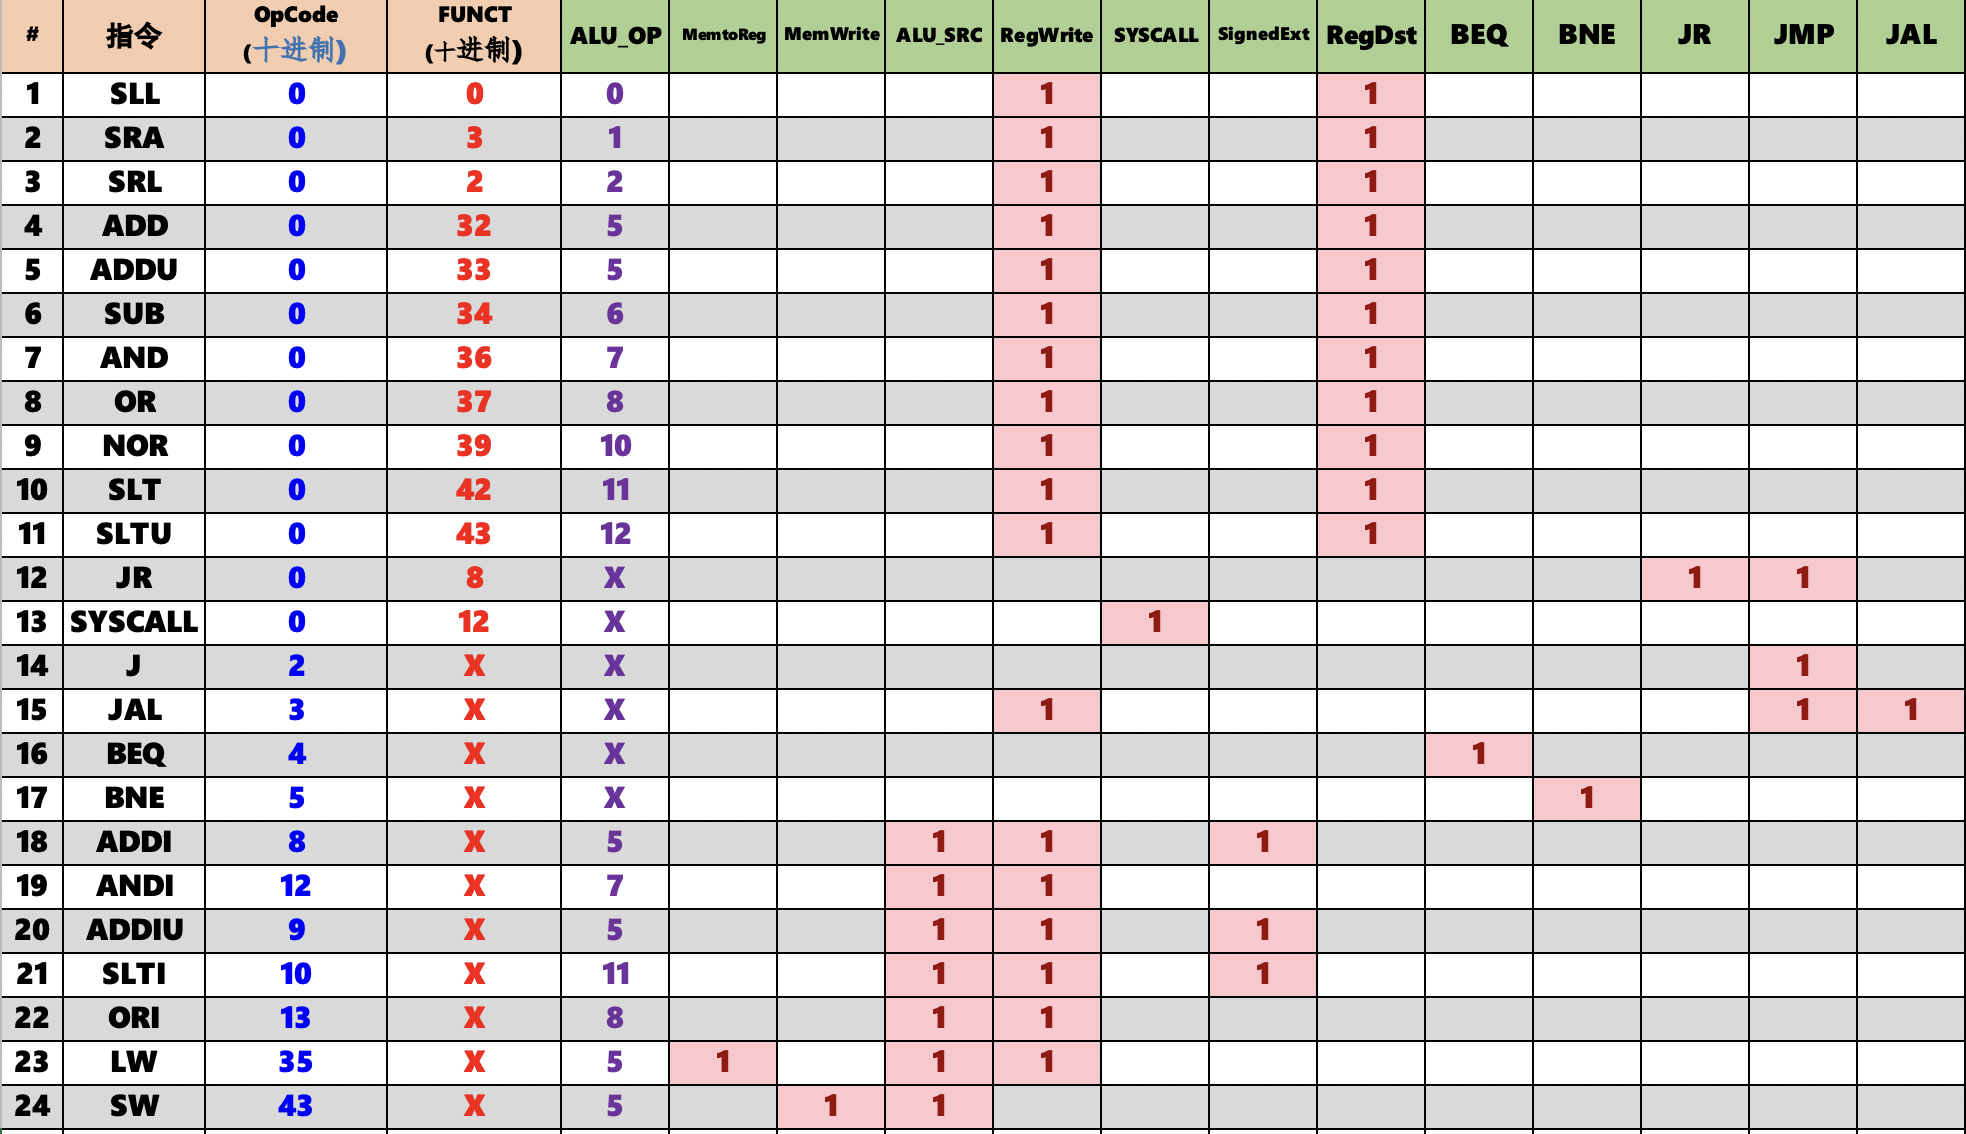 # 指令 OpCode (十进制) FUNCT (十进制) ALU_OP MemtoReg MemWrite ALU_SRC RegWrite SYSCALL SignedExt RegDst BEQ BNE JR JMP JAL
1 SLL 0 0 0 1 1
2 SRA 0 3 1 1 1
3 SRL 0 2 2 1 1
4 ADD 0 32 5 1 1
5 ADDU 0 33 5 1 1
6 SUB 0 34 6 1 1
7 AND 0 36 7 1 1
8 OR 0 37 8 1 1
9 NOR 0 39 10 1 1
10 SLT 0 42 11 1 1
11 SLTU 0 43 12 1 1
12 JR 0 8 X 1 1
13 SYSCALL 0 12 X 1
14 J 2 X X 1
15 JAL 3 X X 1 1 1
16 BEQ 4 X X 1
17 BNE 5 X X 1
18 ADDI 8 X 5 1 1 1
19 ANDI 12 X 7 1 1
20 ADDIU 9 X 5 1 1 1
21 SLTI 10 X 11 1 1 1
22 ORI 13 X 8 1 1
23 LW 35 X 5 1 1 1
24 SW 43 X 5 1 1